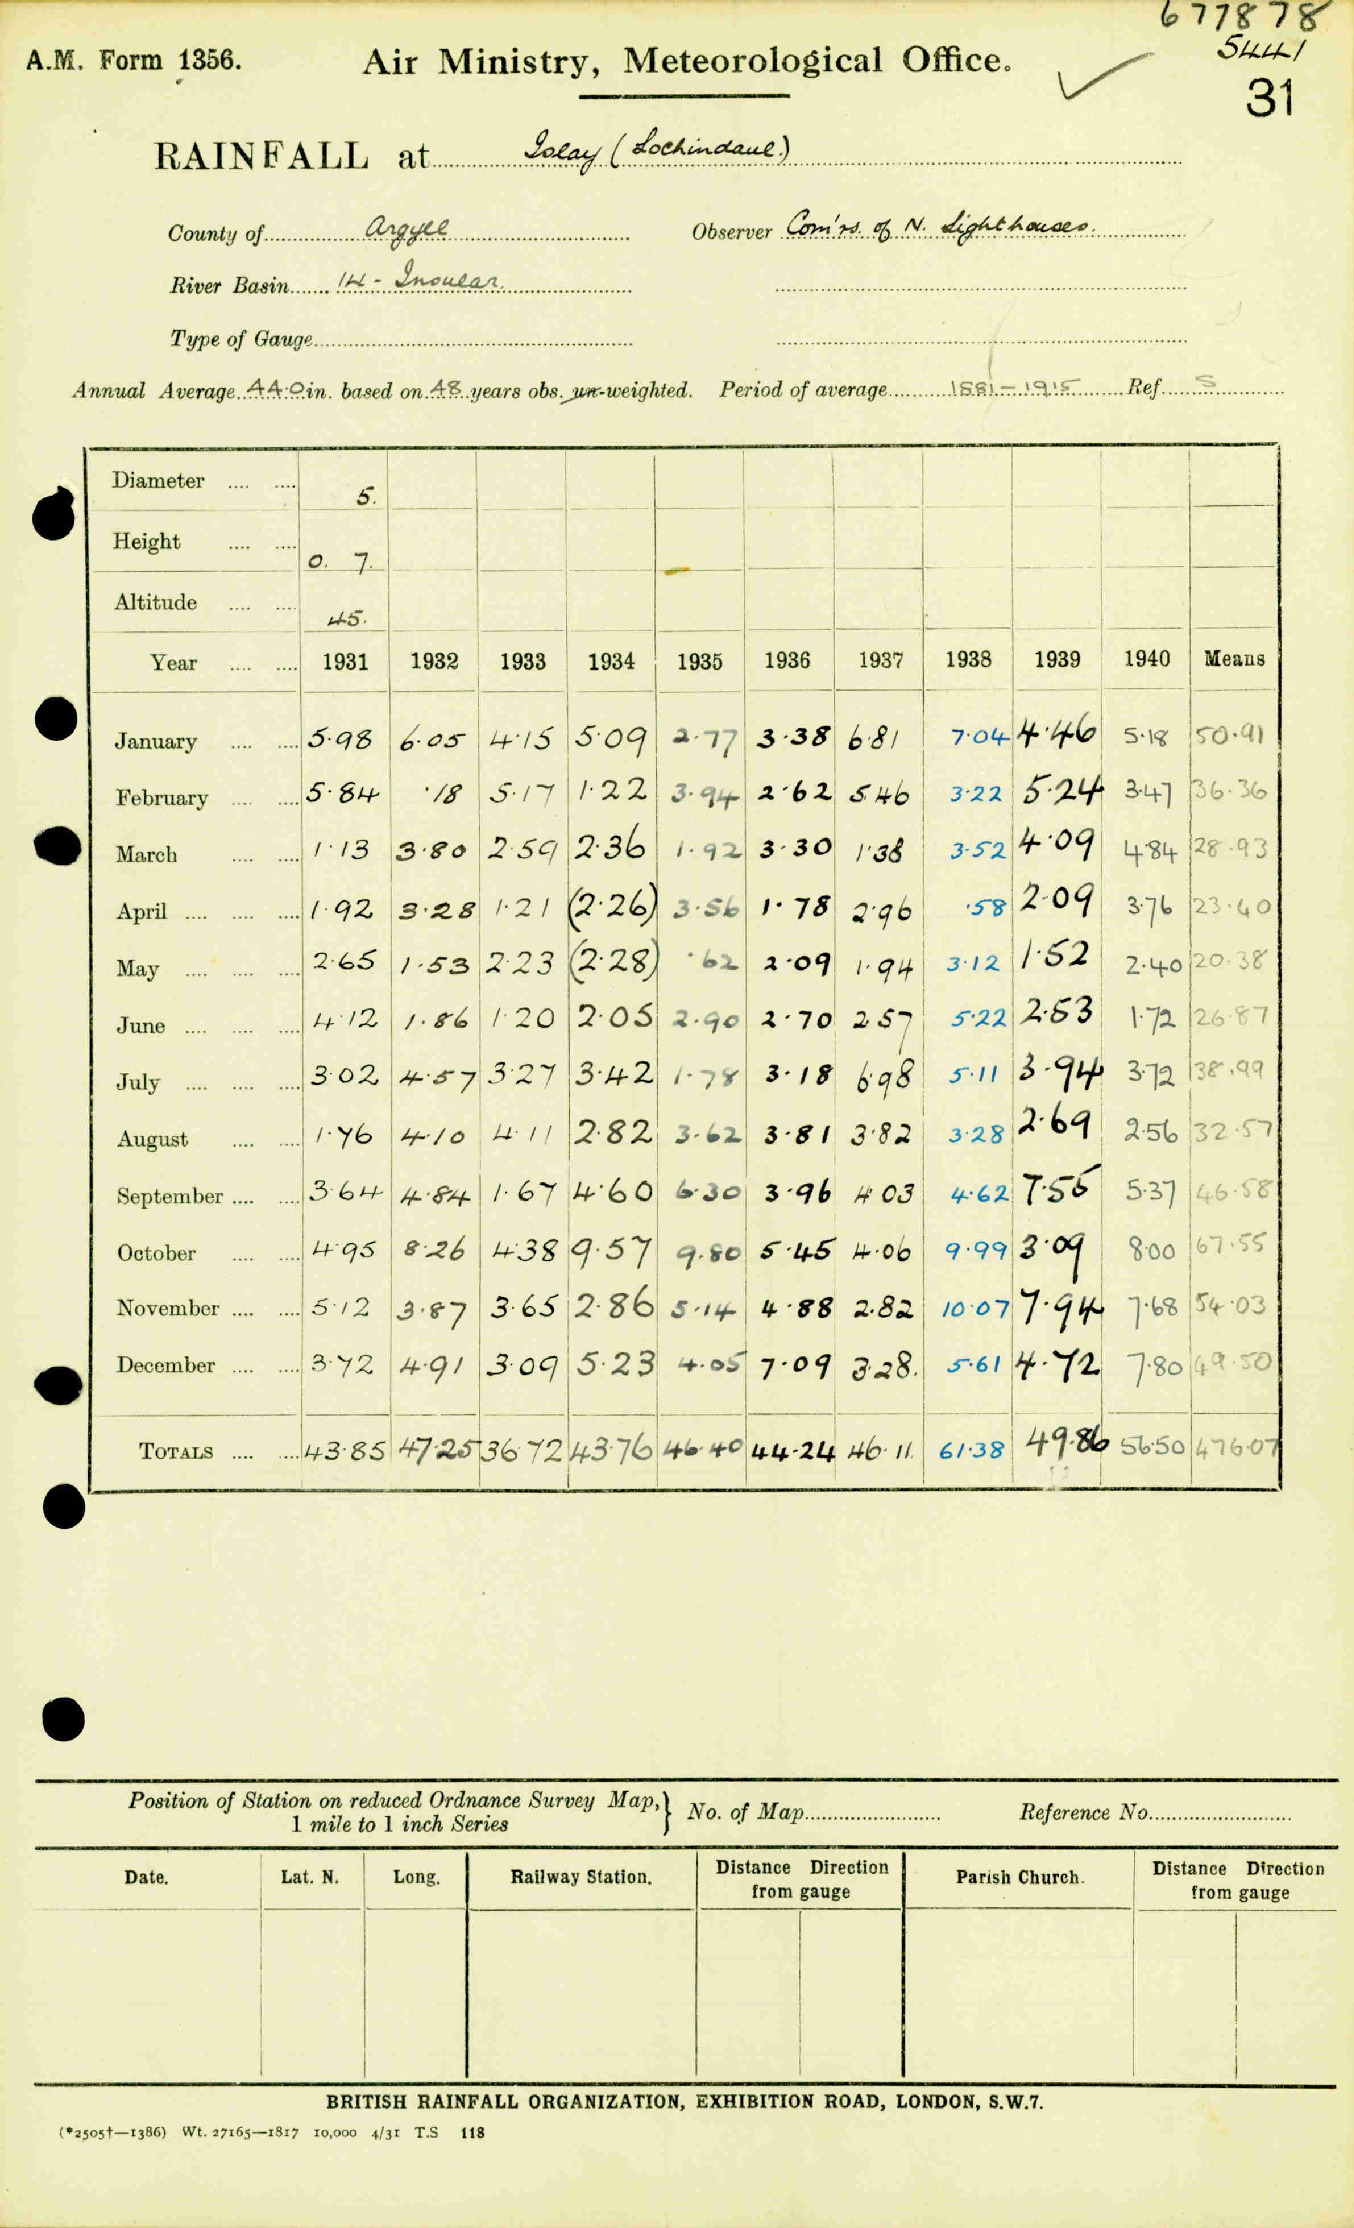 677878
5441
31
A.M. Form 1356.
Air Ministry, Meteorological Office.
RAINFALL at Islay (Lochindaul.)
County of Argyll Observer Com'rs. of N. Lighthouses.
River Basin 14 - Insular.
Type of Gauge
Annual Average 44.0 in. based on 48 years obs. un-weighted. Period of average 1881-1915 Ref. S
Diameter 5.
Height 0. 7.
Altitude 45.
Year 1931 1932 1933 1934 1935 1936 1937 1938 1939 1940 Means
January 5.98 6.05 4.15 5.09 2.77 3.38 6.81 7.04 4.46 5.18 50.91
February 5.84 .18 5.17 1.22 3.94 2.62 5.46 3.22 5.24 3.47 36.36
March 1.13 3.80 2.59 2.36 1.92 3.30 1.38 3.52 4.09 4.84 28.93
April 1.92 3.28 1.21 (2.26) 3.56 1.78 2.96 .58 2.09 3.76 23.40
May 2.65 1.53 2.23 (2.28) .62 2.09 1.94 3.12 1.52 2.40 20.38
June 4.12 1.86 1.20 2.05 2.90 2.70 2.57 5.22 2.53 1.72 26.87
July 3.02 4.57 3.27 3.42 1.78 3.18 6.98 5.11 3.94 3.72 38.99
August 1.76 4.10 4.11 2.82 3.62 3.81 3.82 3.28 2.69 2.56 32.57
September 3.64 4.84 1.67 4.60 6.30 3.96 4.03 4.62 7.55 5.37 46.58
October 4.95 8.26 4.38 9.57 9.80 5.45 4.06 9.99 3.09 8.00 67.55
November 5.12 3.87 3.65 2.86 5.14 4.88 2.82 10.07 7.94 7.68 54.03
December 3.72 4.91 3.09 5.23 4.05 7.09 3.28. 5.61 4.72 7.80 49.50
TOTALS 43.85 47.25 36.72 43.76 46.40 44.24 46.11. 61.38 49.86 56.50 476.07
Position of Station on reduced Ordnance Survey Map,} No. of Map Reference No.
1 mile to 1 inch Series
Date. Lat. N. Long. Railway Station. Distance Direction from gauge Parish Church. Distance Direction from gauge
BRITISH RAINFALL ORGANIZATION, EXHIBITION ROAD, LONDON, S.W.7.
(*2505†—1386) Wt. 27165—1817 10,000 4/31 T.S 118